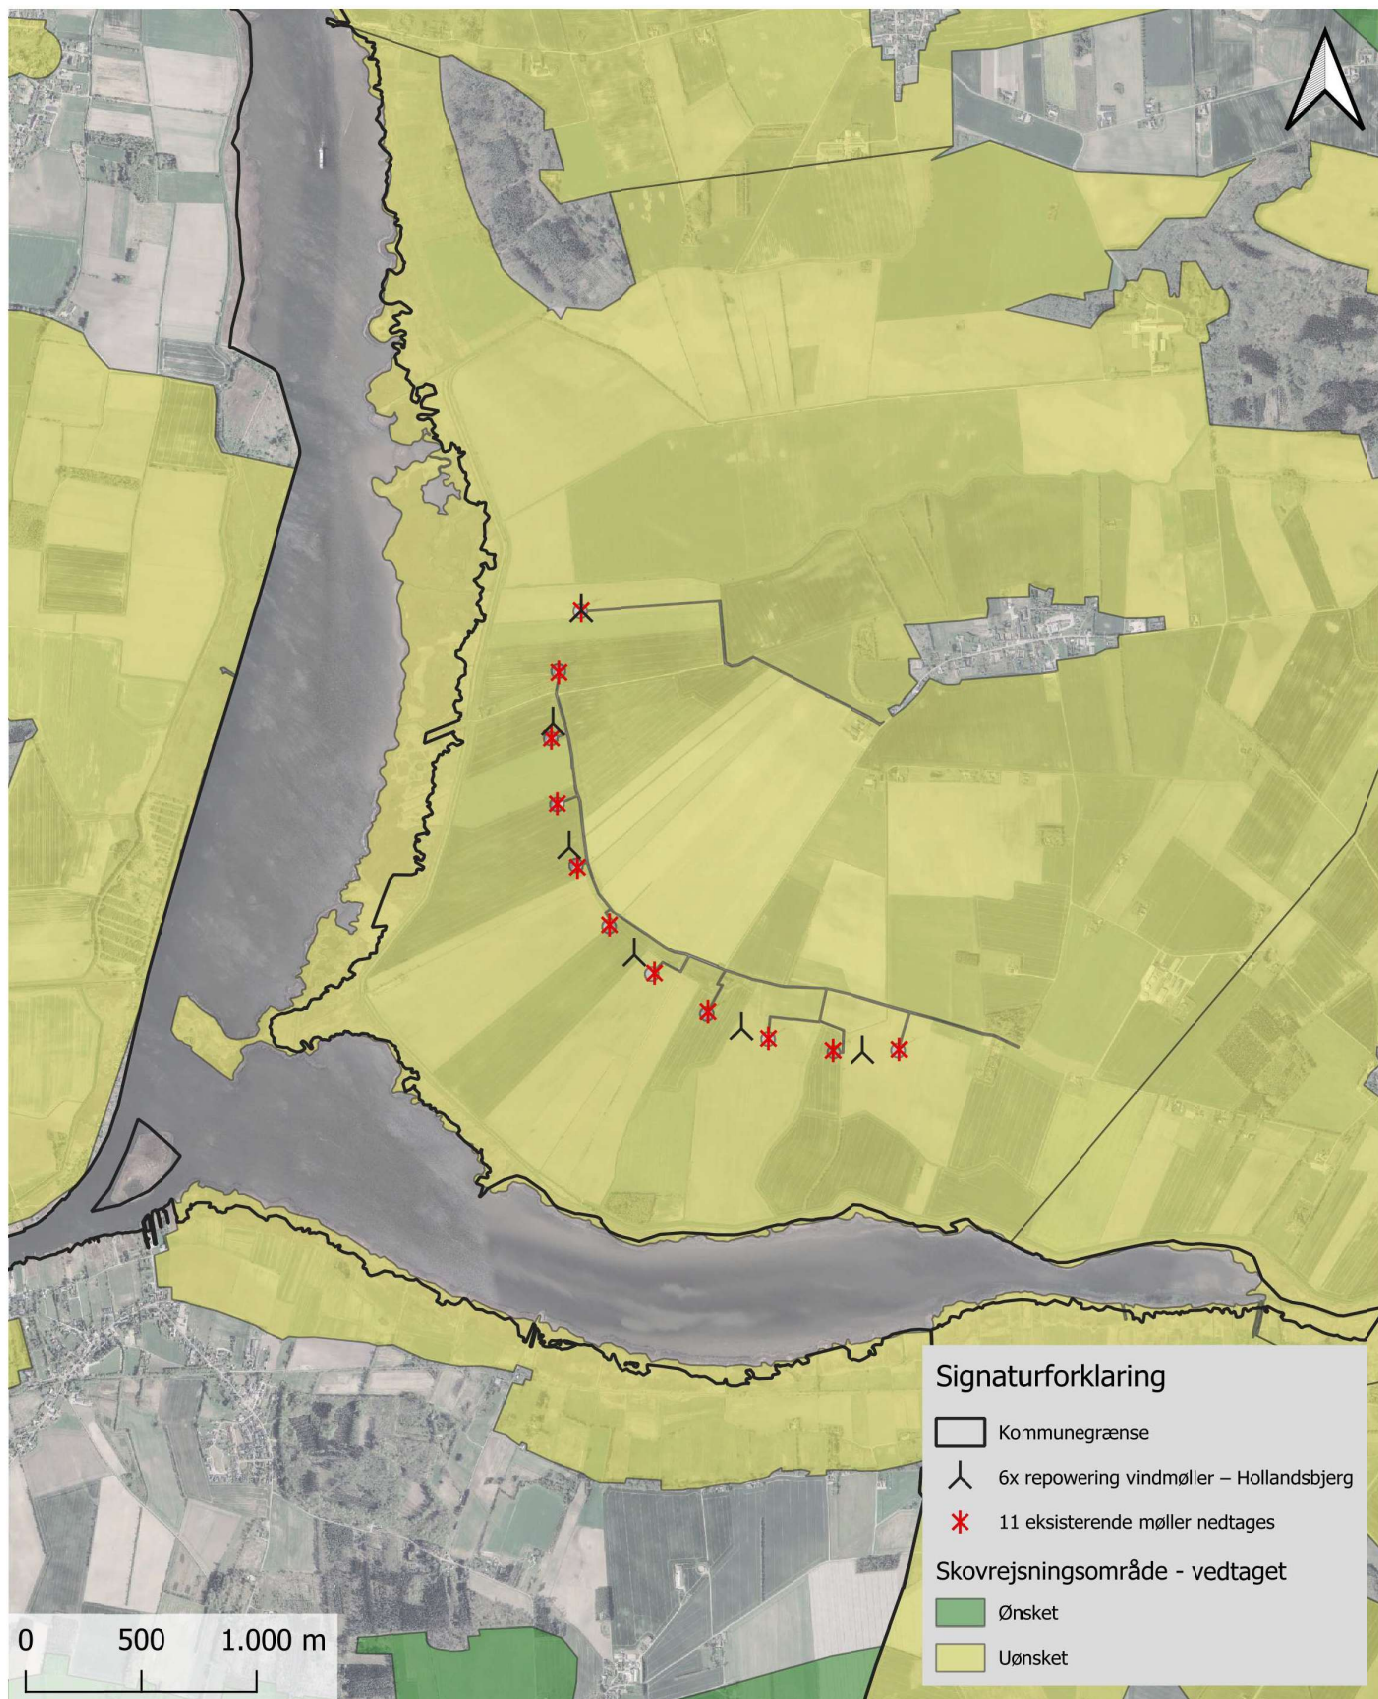 Signaturforklaring
Kommunegrænse
6x repowering vindmøller – Hollandsbjerg
11 eksisterende møller nedtages
Skovrejsningsområde - vedtaget
Ønsket
Uønsket
0 500 1.000 m